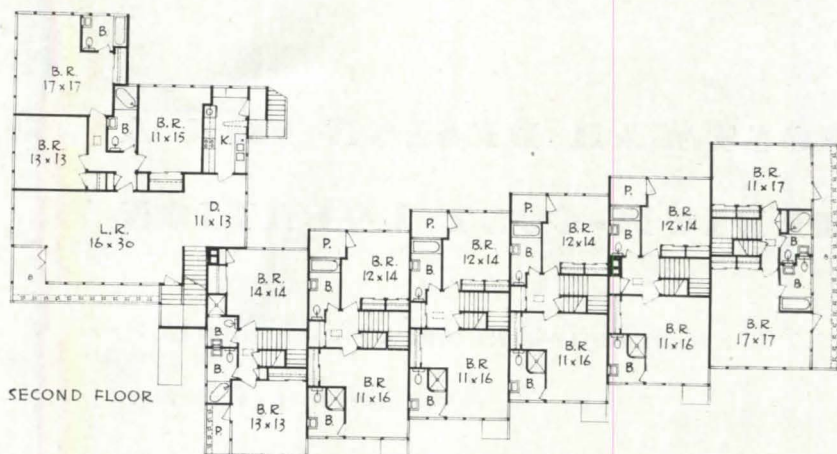 B.
B.R.
17 x 17
B.R.
13 x 13
B.
B.R.
11 x 15
K.
D.
11 x 13
L.R.
16 x 30
B.R.
14 x 14
B.
B.
B.R.
13 x 13
P.
P.
B.R.
12 x 14
B.
B.R.
11 x 16
B.
P.
B.R.
12 x 14
B.
B.R.
11 x 16
B.
P.
B.R.
12 x 14
B.
B.R.
11 x 16
B.
P.
B.R.
12 x 14
B.
B.R.
11 x 16
B.
B.R.
11 x 17
B.
B.
B.R.
17 x 17
SECOND FLOOR